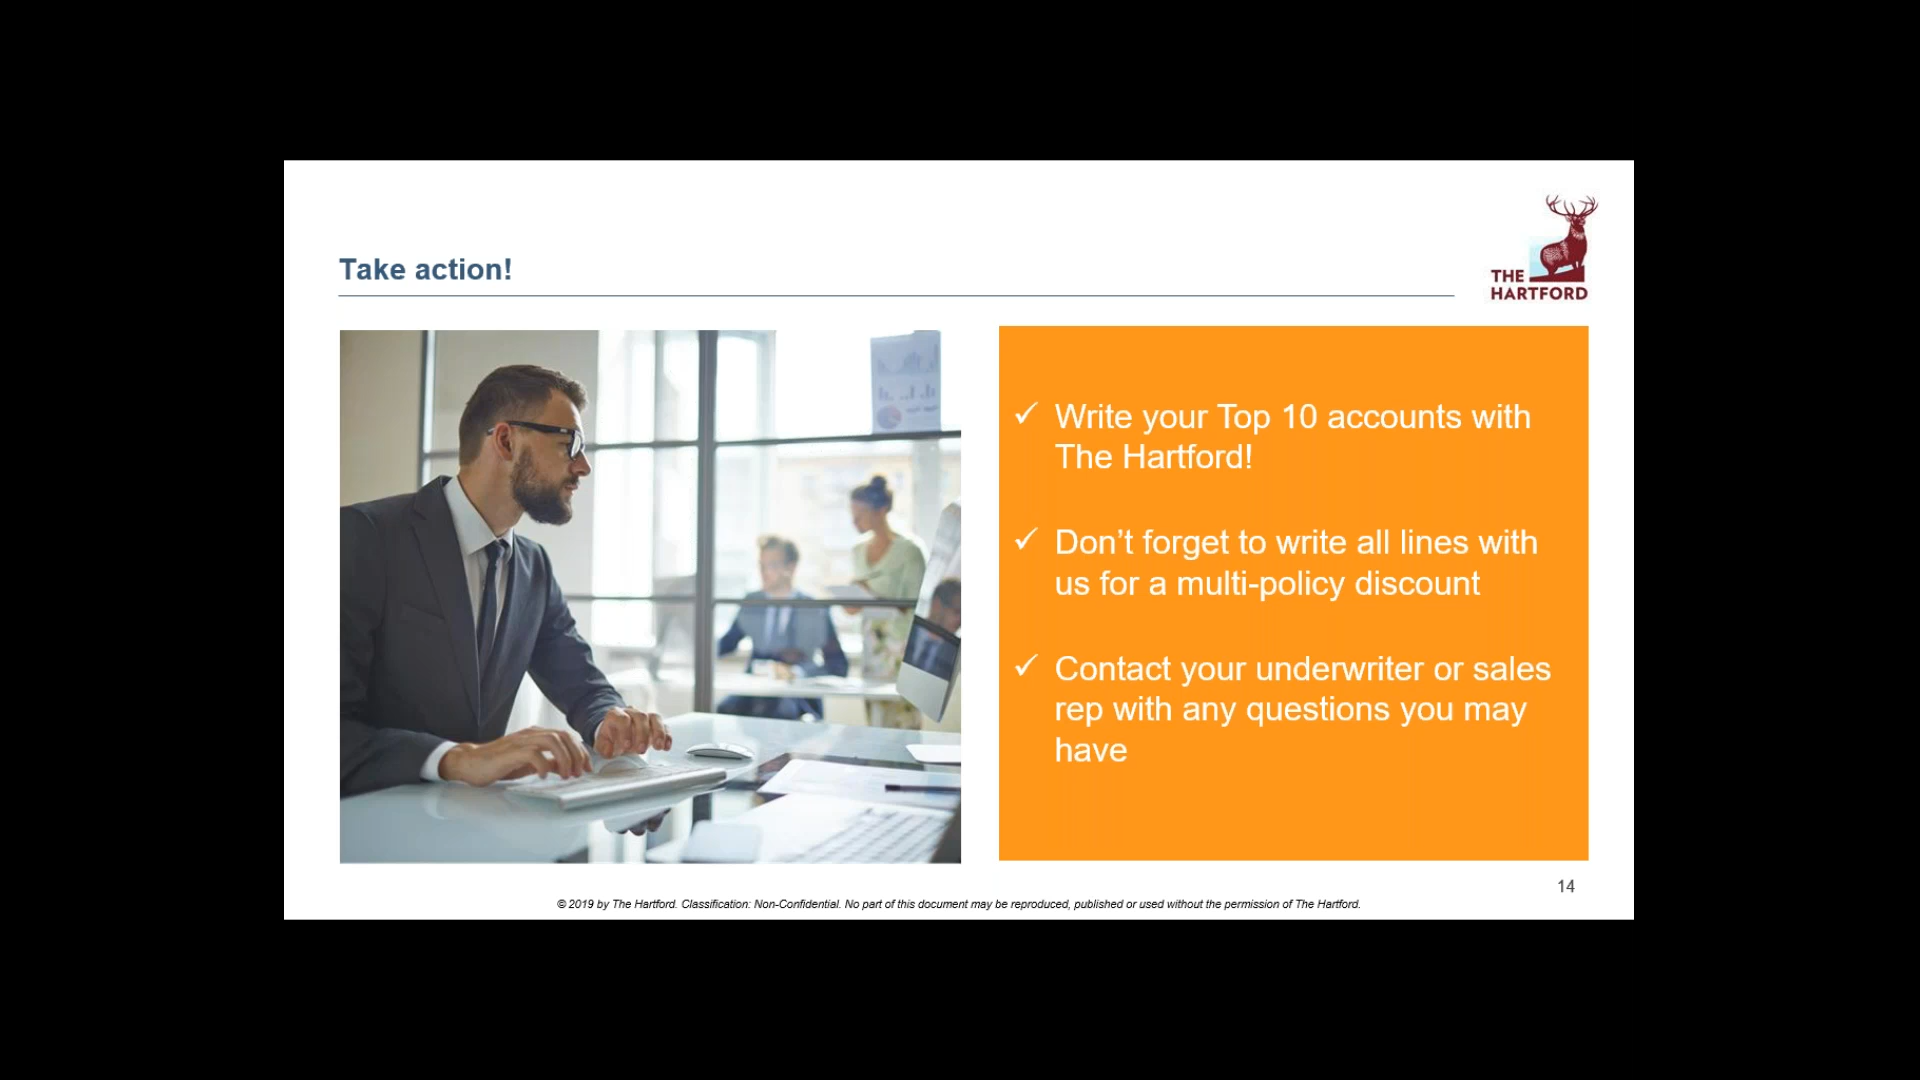 Take action!
THE
HARTFORD
✓ Write your Top 10 accounts with
The Hartford!
✓ Don’t forget to write all lines with
us for a multi-policy discount
✓ Contact your underwriter or sales
rep with any questions you may
have
14
© 2019 by The Hartford. Classification: Non-Confidential. No part of this document may be reproduced, published or used without the permission of The Hartford.